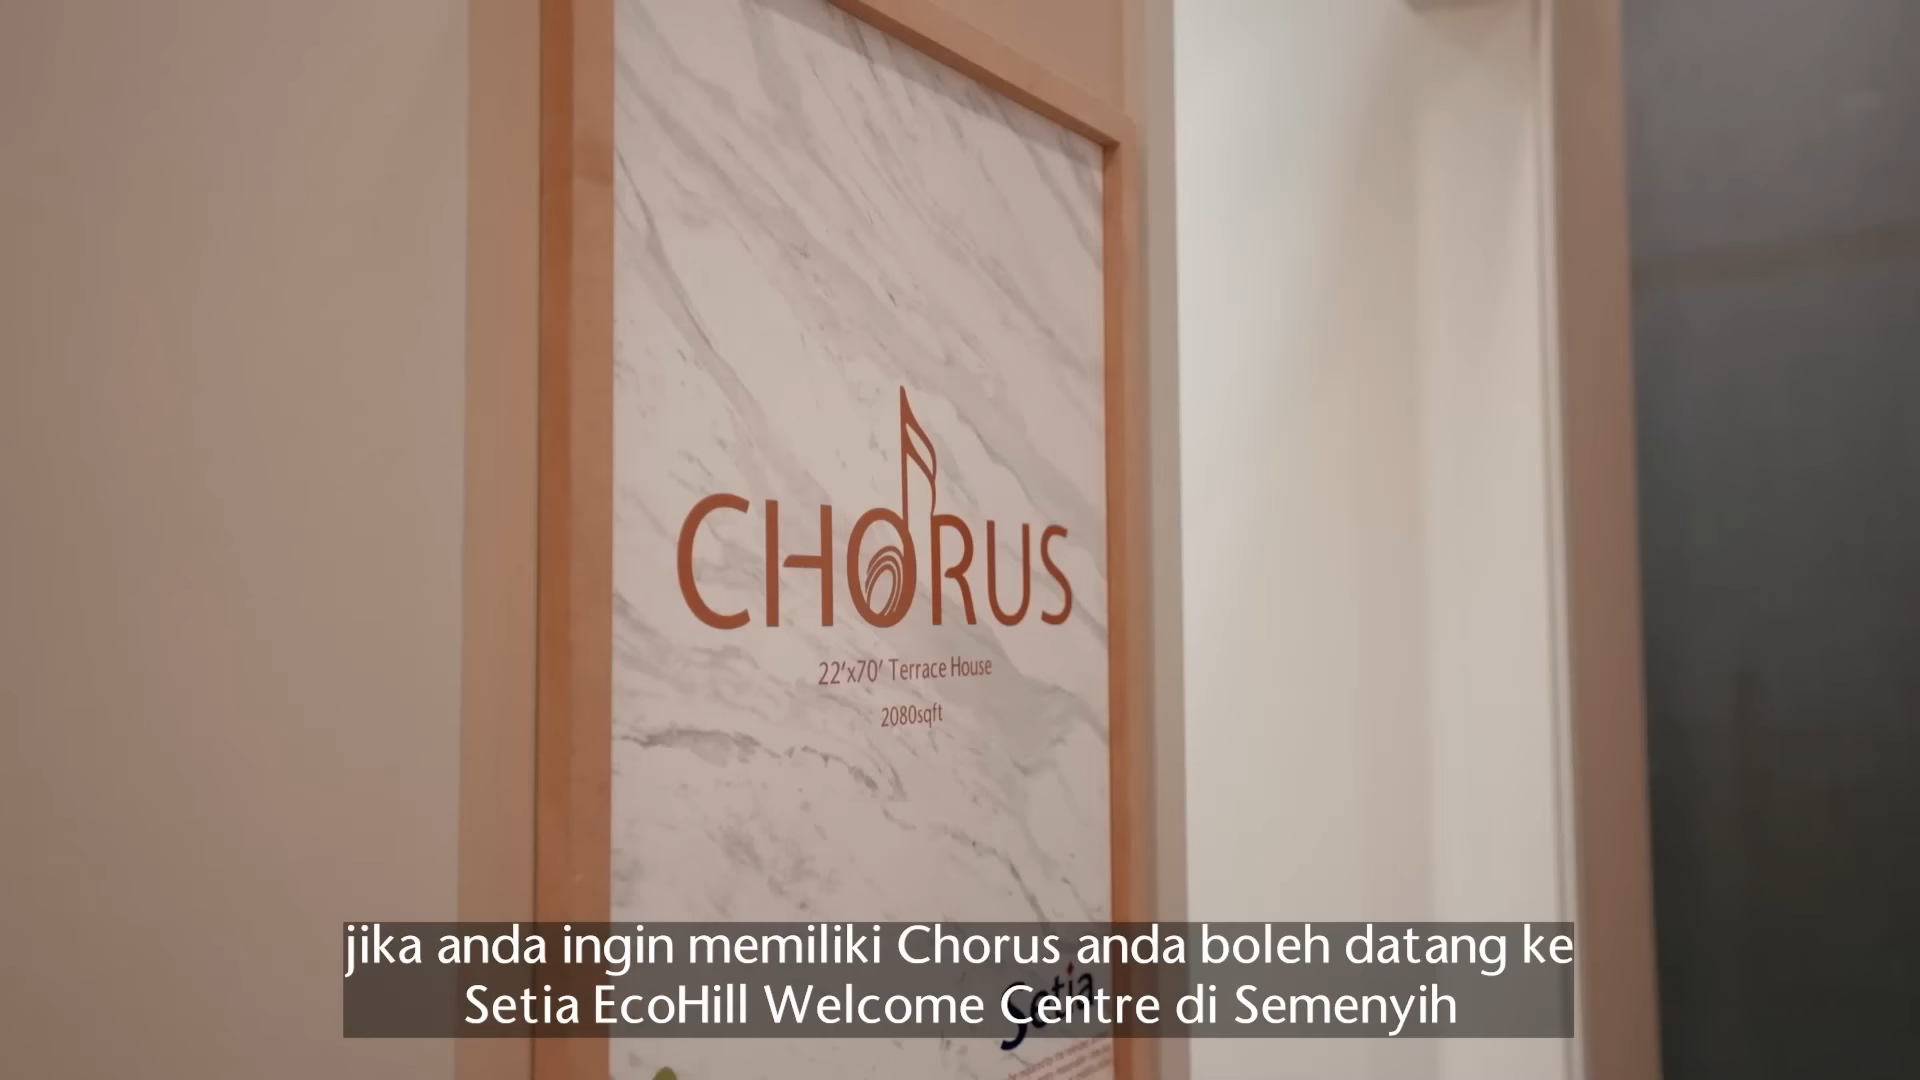 CHORUS
22'x70' Terrace House
2080sqft
jika anda ingin memiliki Chorus anda boleh datang ke
Setia EcoHill Welcome Centre di Semenyih
Setia